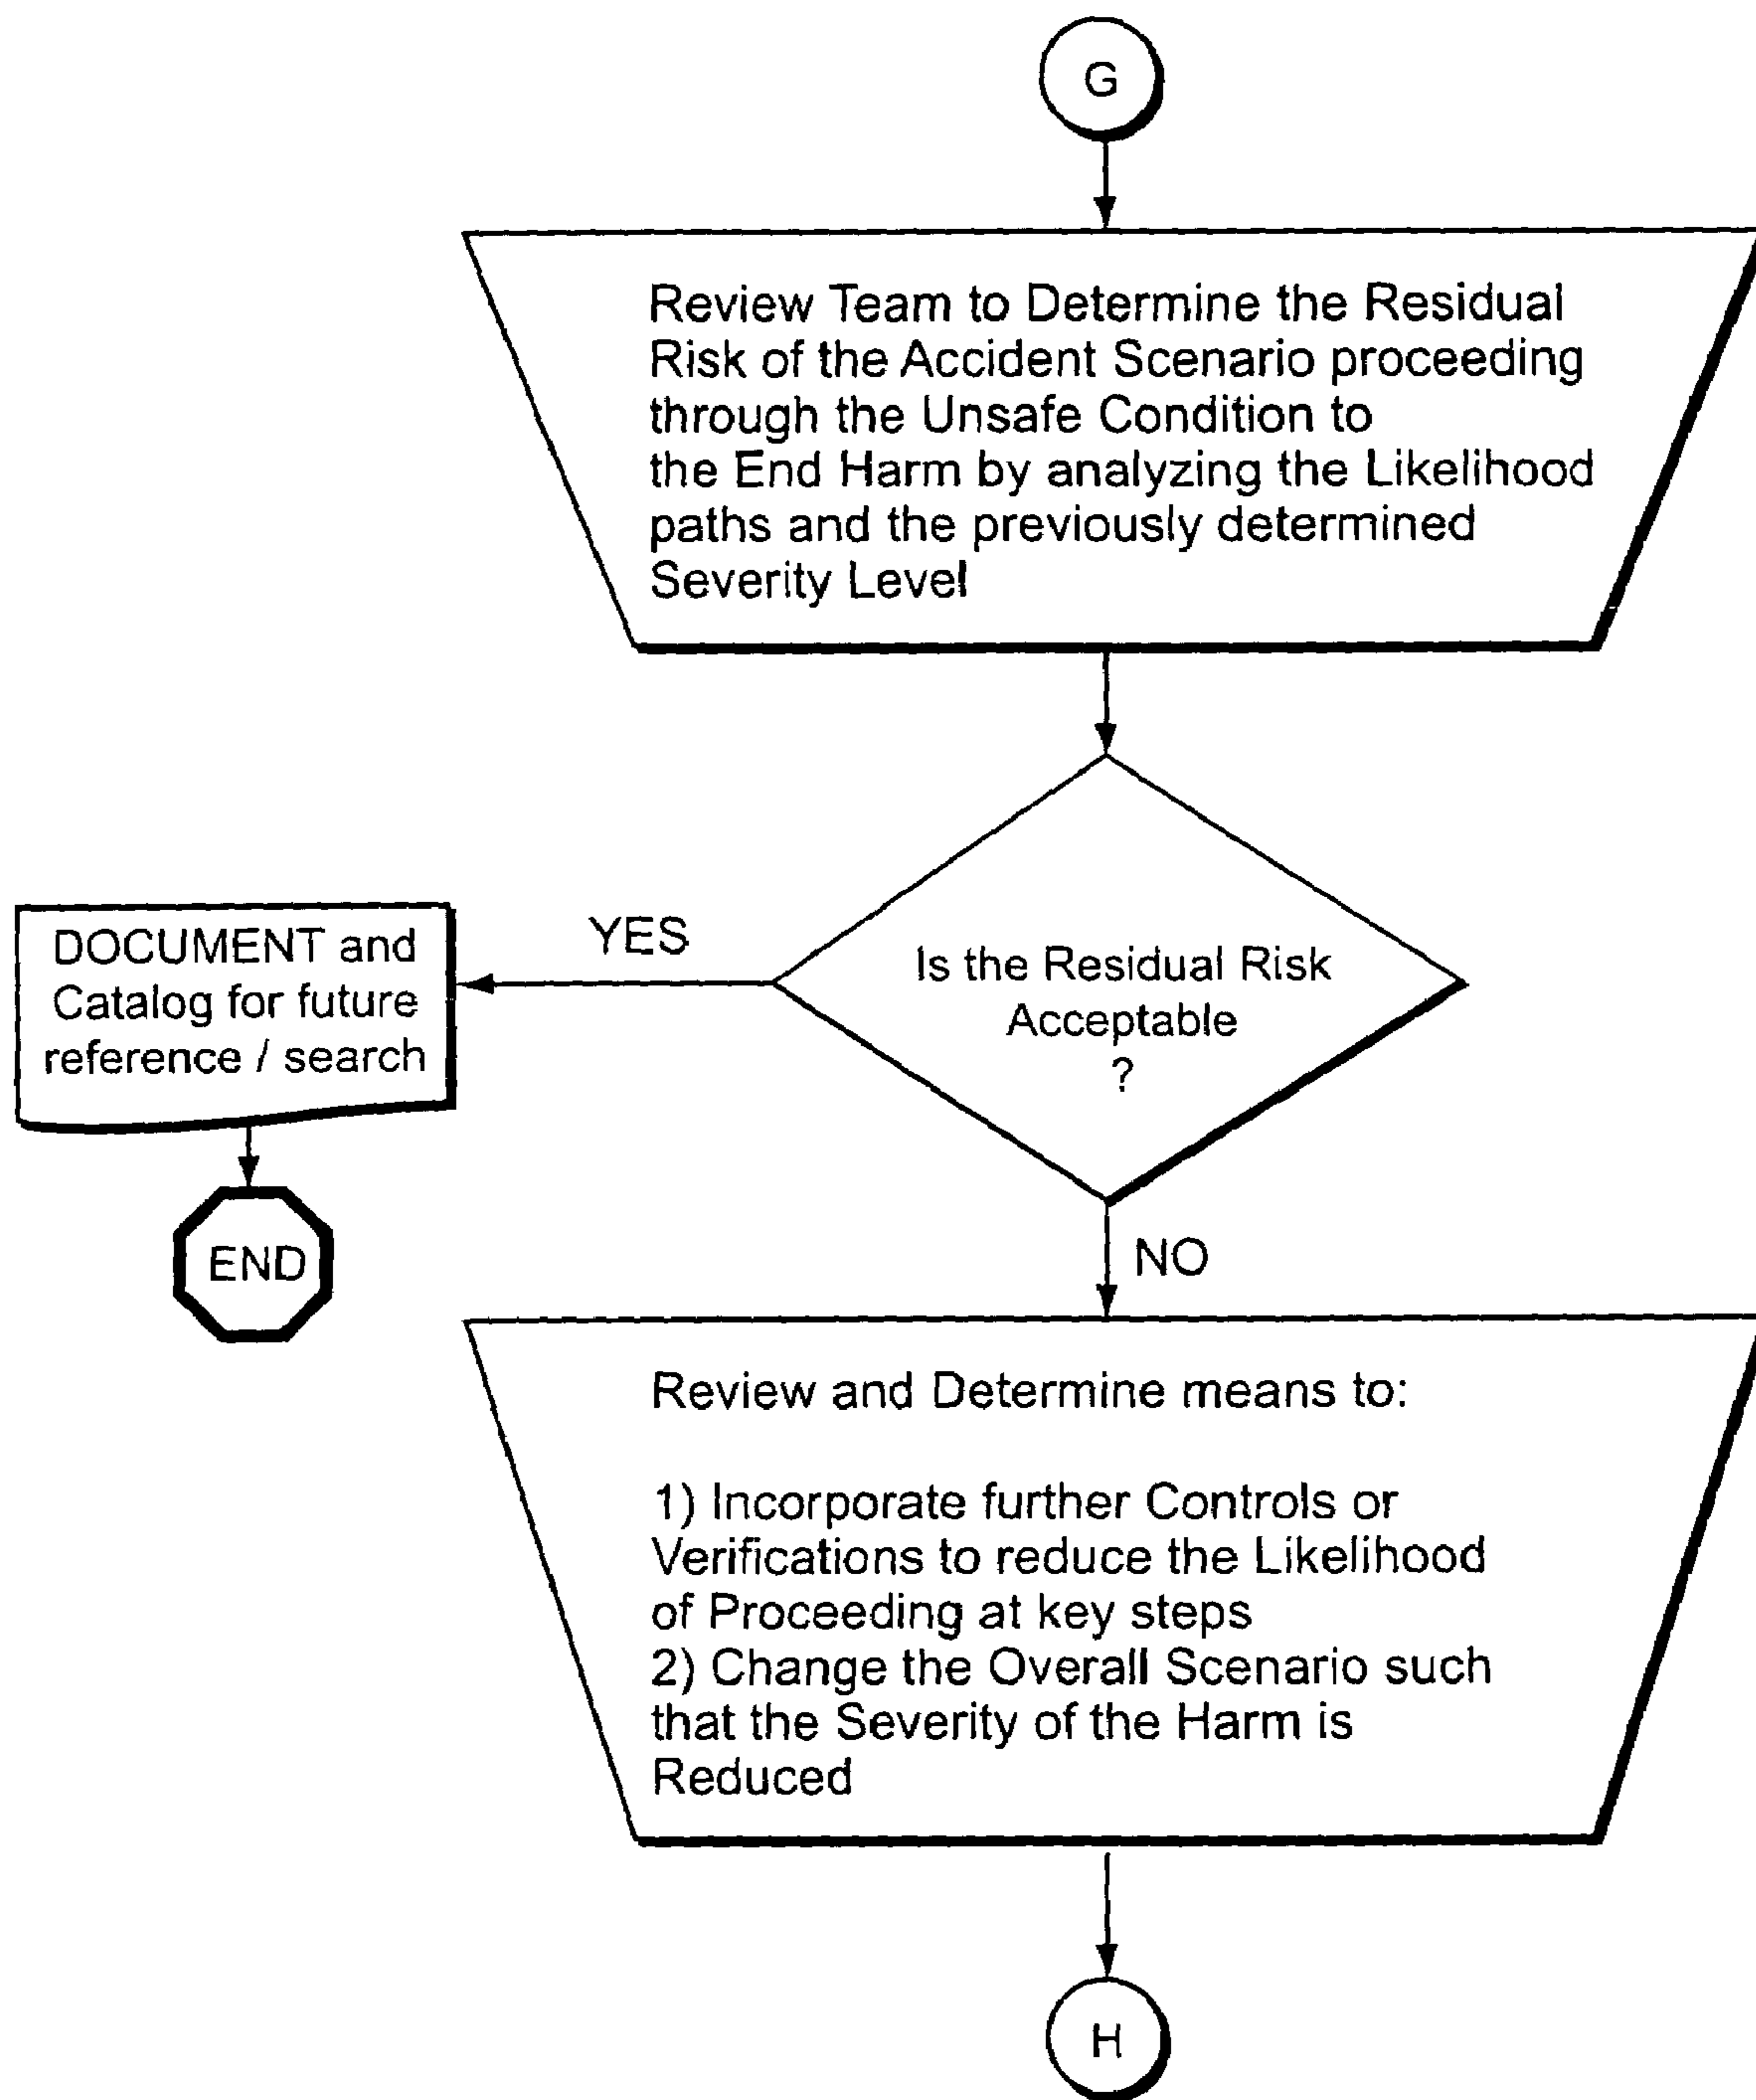 G
Review Team to Determine the Residual
Risk of the Accident Scenario proceeding
through the Unsafe Condition to
the End Harm by analyzing the Likelihood
paths and the previously determined
Severity Level
Is the Residual Risk
Acceptable
?
YES
DOCUMENT and
Catalog for future
reference / search
END
NO
Review and Determine means to:
1) Incorporate further Controls or
Verifications to reduce the Likelihood
of Proceeding at key steps
2) Change the Overall Scenario such
that the Severity of the Harm is
Reduced
H